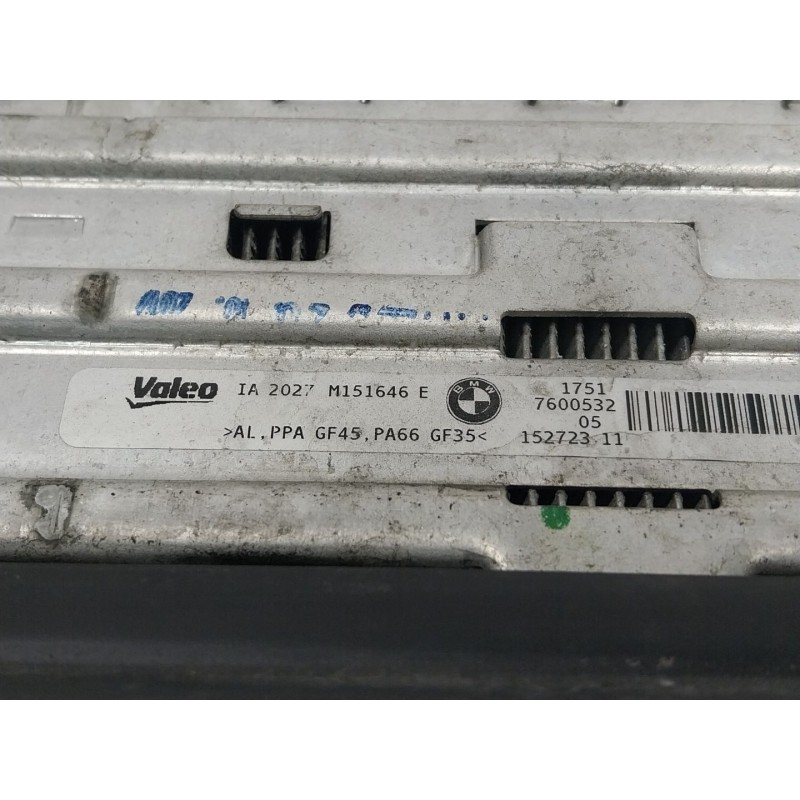 Valeo IA 2027 M151646 E BMW 1751
7600532
05
>AL,PPA GF45,PA66 GF35< 152723 11